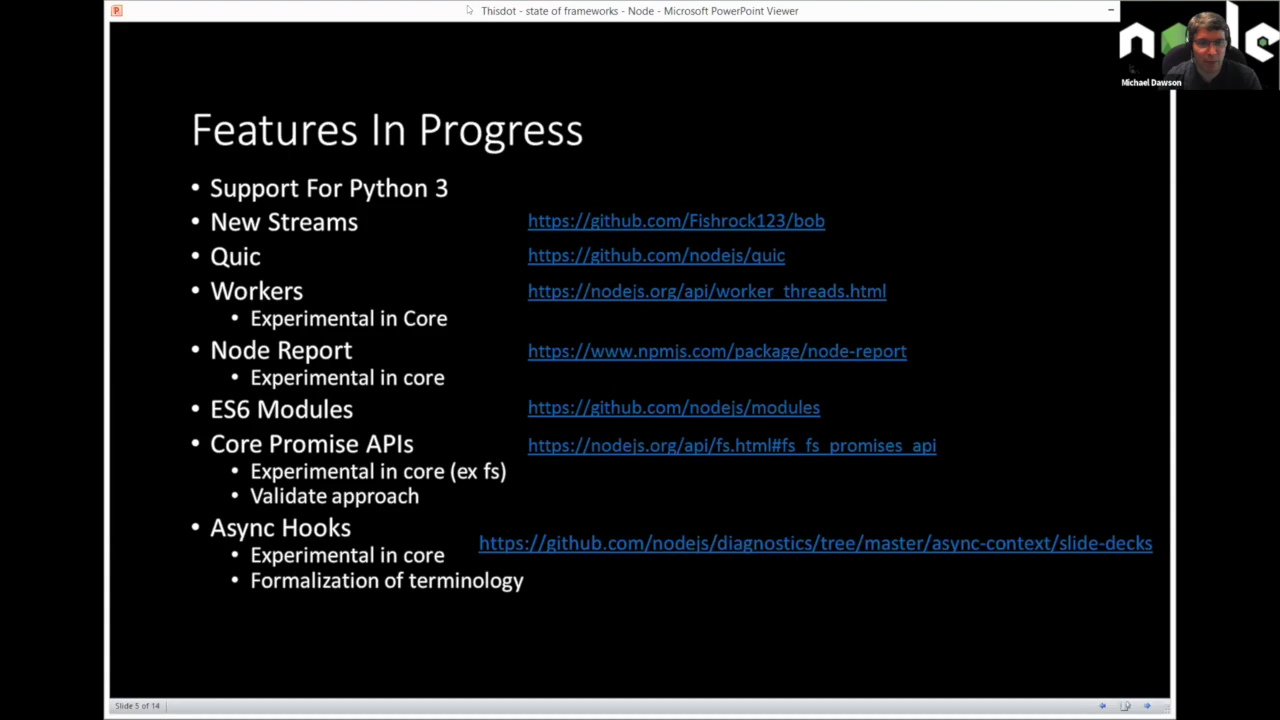 Thisdot - state of frameworks - Node - Microsoft PowerPoint Viewer
node
Michael Dawson
Features In Progress
• Support For Python 3
• New Streams https://github.com/Fishrock123/bob
• Quic https://github.com/nodejs/quic
• Workers https://nodejs.org/api/worker_threads.html
• Experimental in Core
• Node Report https://www.npmjs.com/package/node-report
• Experimental in core
• ES6 Modules https://github.com/nodejs/modules
• Core Promise APIs https://nodejs.org/api/fs.html#fs_fs_promises_api
• Experimental in core (ex fs)
• Validate approach
• Async Hooks https://github.com/nodejs/diagnostics/tree/master/async-context/slide-decks
• Experimental in core
• Formalization of terminology
Slide 5 of 14